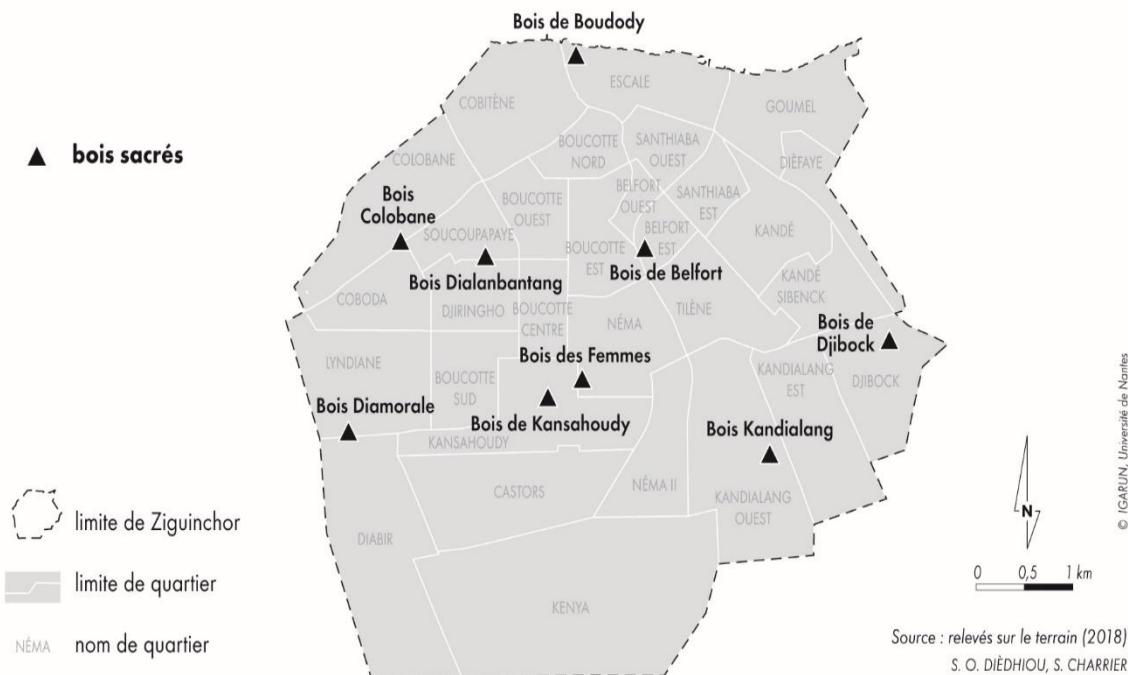 Bois de Boudody
ESCALE
COBITÈNE
GOUMEL
bois sacrés
COLOBANE
BOUCOTTE
NORD
SANTHIABA
OUEST
DIÈFAYE
Bois
Colobane
BOUCOTTE
OUEST
BELFORT
OUEST
SANTHIABA
EST
SOUCOUPAPAYE
BELFORT
EST
KANDÉ
BOUCOTTE
EST
Bois Dialanbantang
Bois de Belfort
KANDÉ
SIBENCK
COBODA
DJIRINGHO
BOUCOTTE
CENTRE
NÉMA
TILÈNE
Bois de
Djibock
LYNDIANE
Bois des Femmes
KANDIALANG
EST
DJIBOCK
BOUCOTTE
SUD
Bois Diamorale
Bois de Kansahoudy
Bois Kandialang
KANSAHOUDY
CASTORS
NÉMA II
KANDIALANG
OUEST
limite de Ziguinchor
DIABIR
N
limite de quartier
KENYA
0 0,5 1 km
NÉMA
nom de quartier
Source : relevés sur le terrain (2018)
S. O. DIÈDHIOU, S. CHARRIER
© IGARUN, Université de Nantes